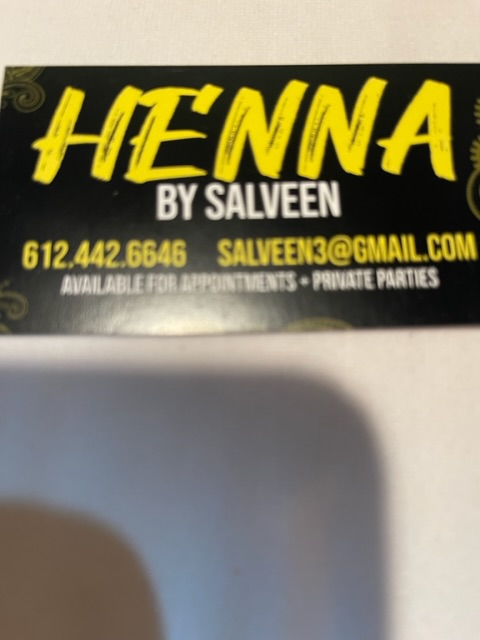 HENNA
BY SALVEEN
612.442.6646 SALVEEN3@GMAIL.COM
AVAILABLE FOR APPOINTMENTS • PRIVATE PARTIES